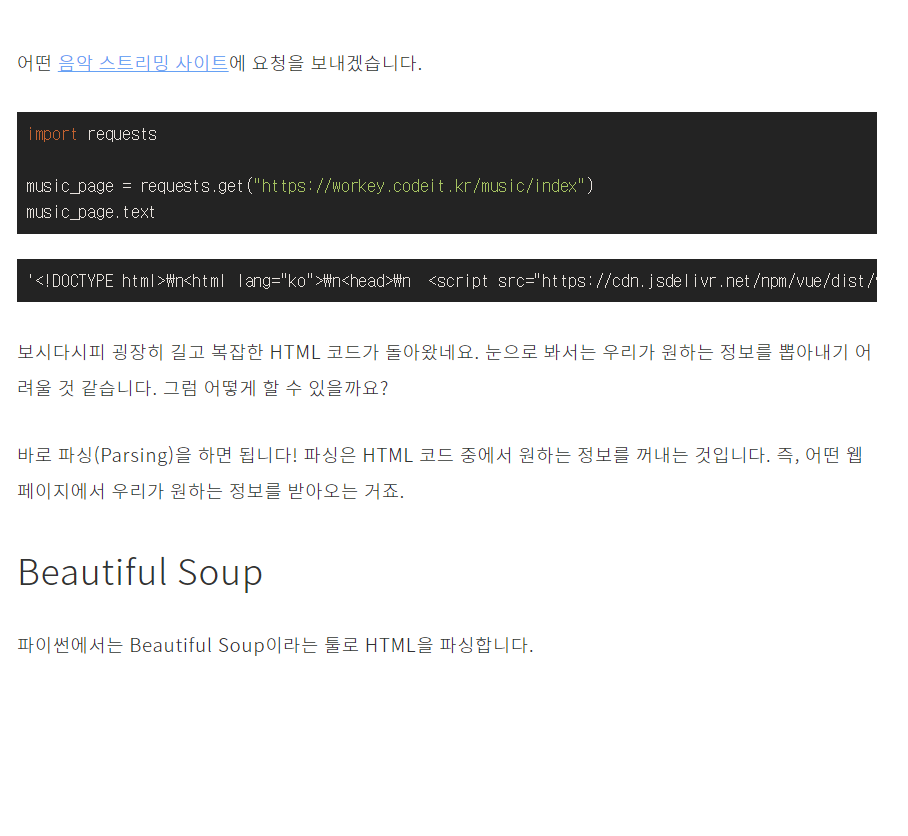 어떤 음악 스트리밍 사이트에 요청을 보내겠습니다.
import requests
music_page = requests.get("https://workey.codeit.kr/music/index")
music_page.text
'<!DOCTYPE html>₩n<html lang="ko">₩n<head>₩n  <script src="https://cdn.jsdelivr.net/npm/vue/dist/
보시다시피 굉장히 길고 복잡한 HTML 코드가 돌아왔네요. 눈으로 봐서는 우리가 원하는 정보를 뽑아내기 어
려울 것 같습니다. 그럼 어떻게 할 수 있을까요?
바로 파싱(Parsing)을 하면 됩니다! 파싱은 HTML 코드 중에서 원하는 정보를 꺼내는 것입니다. 즉, 어떤 웹
페이지에서 우리가 원하는 정보를 받아오는 거죠.
Beautiful Soup
파이썬에서는 Beautiful Soup이라는 툴로 HTML을 파싱합니다.